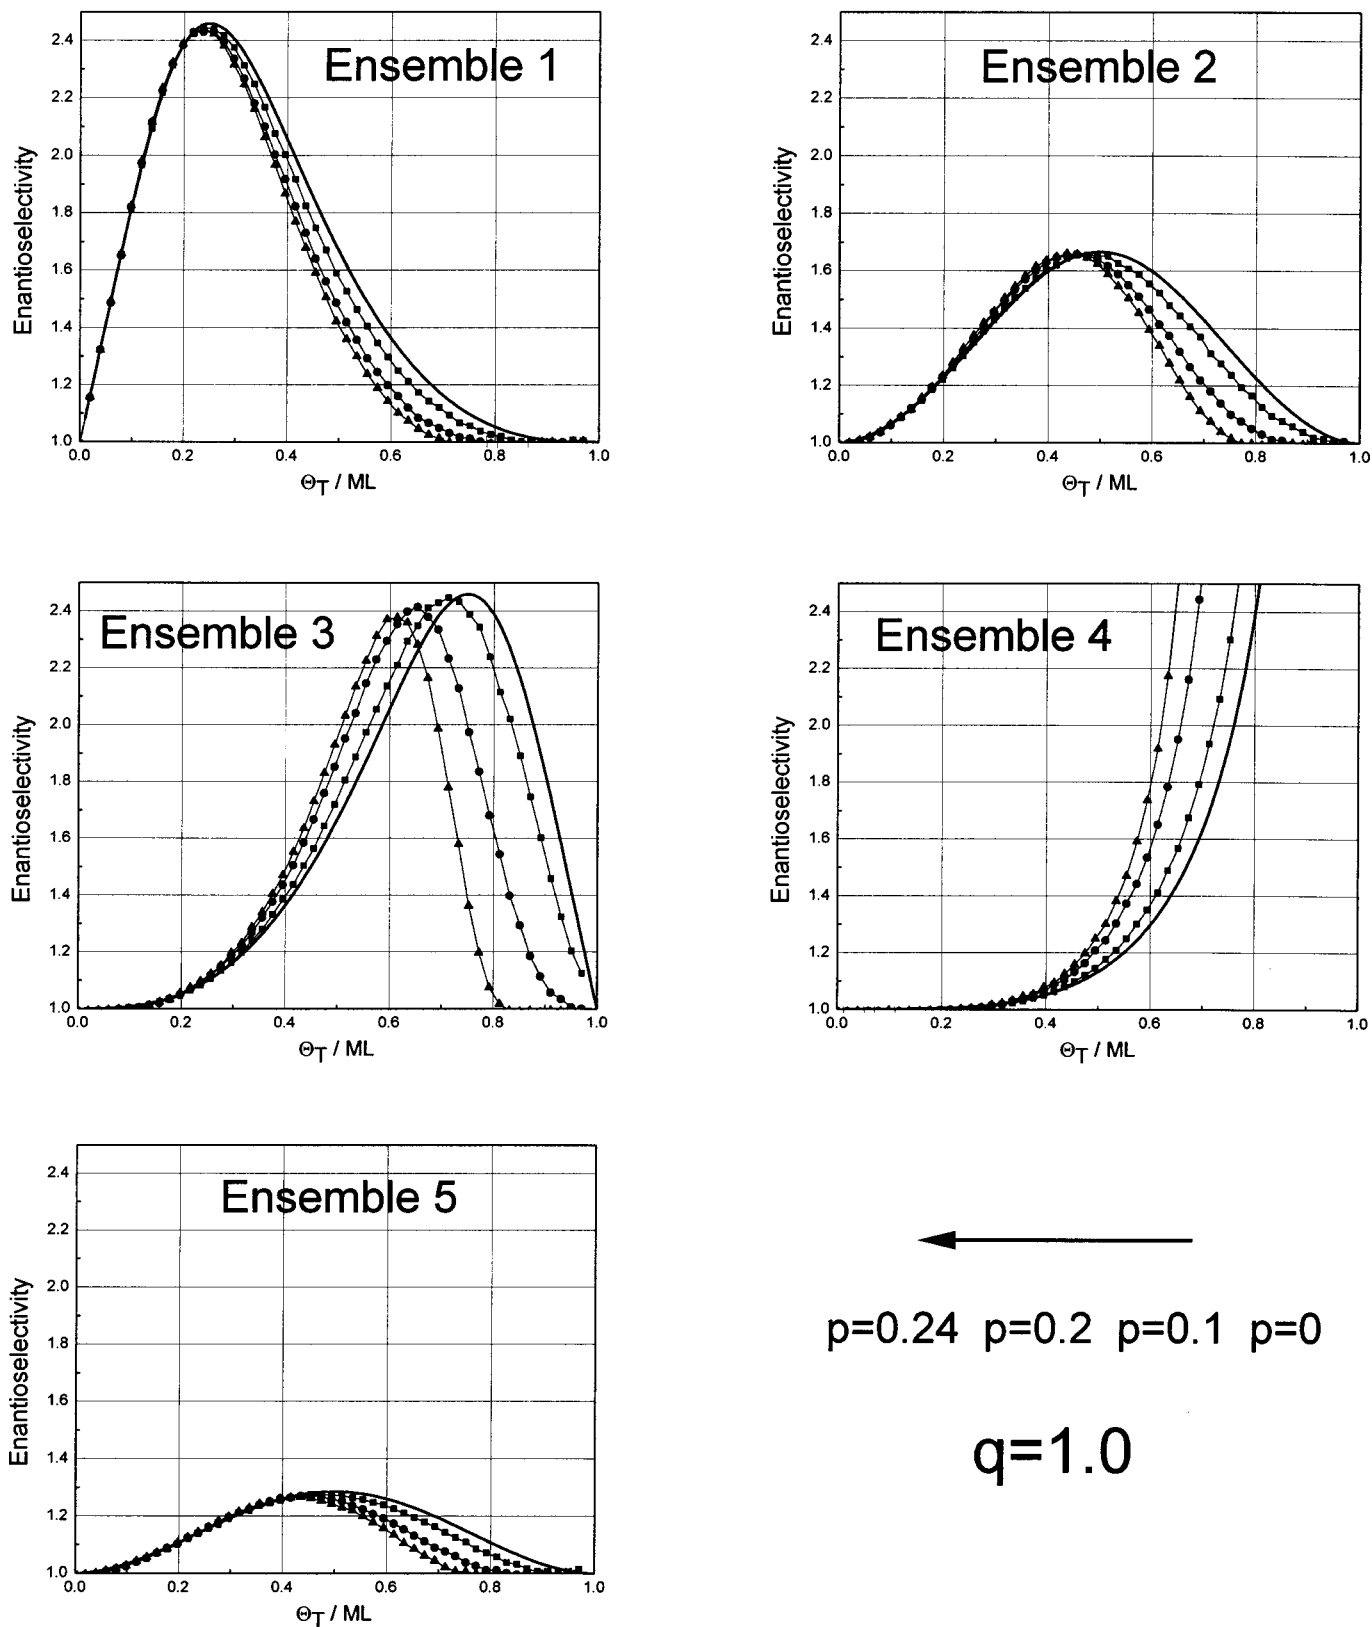 Ensemble 1
Enantioselectivity
2.4
2.2
2.0
1.8
1.6
1.4
1.2
1.0
0.0 0.2 0.4 0.6 0.8 1.0
ΘT / ML
Ensemble 2
Enantioselectivity
2.4
2.2
2.0
1.8
1.6
1.4
1.2
1.0
0.0 0.2 0.4 0.6 0.8 1.0
ΘT / ML
Ensemble 3
Enantioselectivity
2.4
2.2
2.0
1.8
1.6
1.4
1.2
1.0
0.0 0.2 0.4 0.6 0.8 1.0
ΘT / ML
Ensemble 4
Enantioselectivity
2.4
2.2
2.0
1.8
1.6
1.4
1.2
1.0
0.0 0.2 0.4 0.6 0.8 1.0
ΘT / ML
Ensemble 5
Enantioselectivity
2.4
2.2
2.0
1.8
1.6
1.4
1.2
1.0
0.0 0.2 0.4 0.6 0.8 1.0
ΘT / ML
p=0.24 p=0.2 p=0.1 p=0
q=1.0